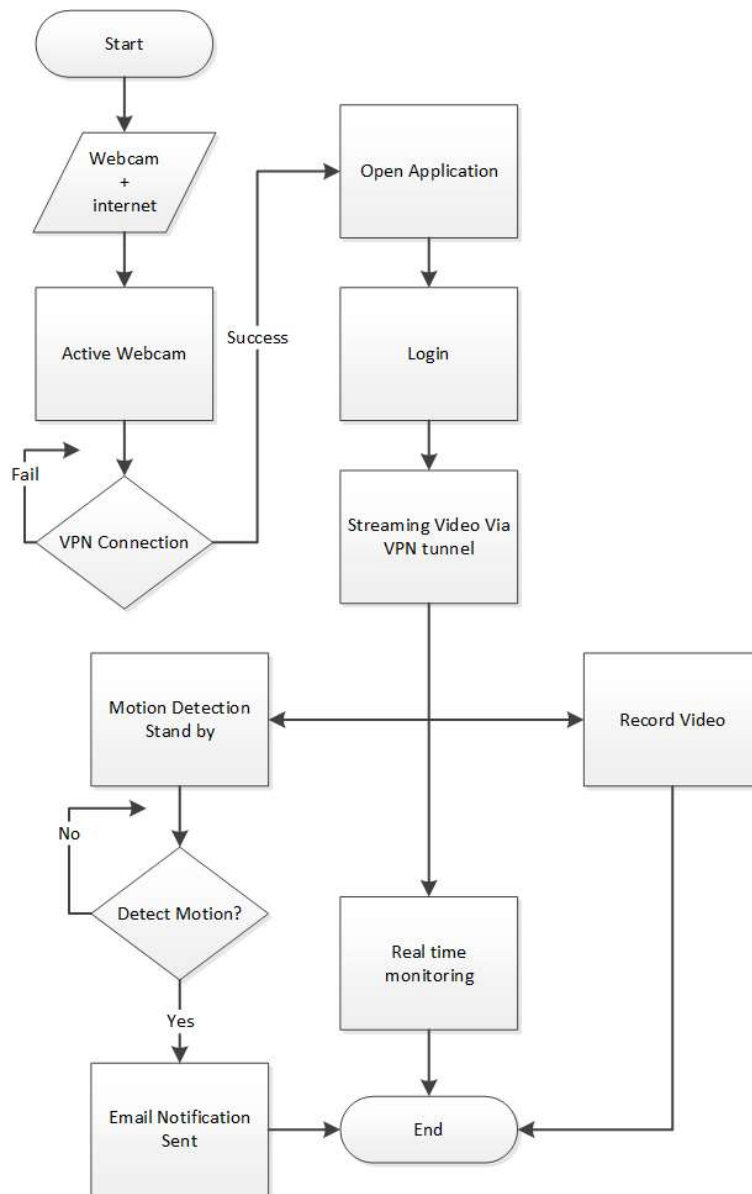 Start
Webcam
+
internet
Active Webcam
Fail
VPN Connection
Success
Open Application
Login
Streaming Video Via
VPN tunnel
Motion Detection
Stand by
Record Video
No
Detect Motion?
Yes
Real time
monitoring
Email Notification
Sent
End